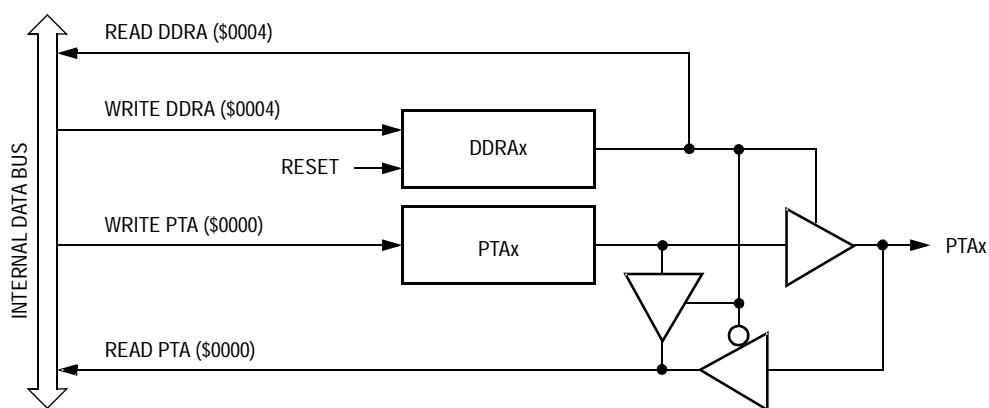 READ DDRA ($0004)
WRITE DDRA ($0004)
RESET
DDRAx
INTERNAL DATA BUS
WRITE PTA ($0000)
PTAx
PTAx
READ PTA ($0000)